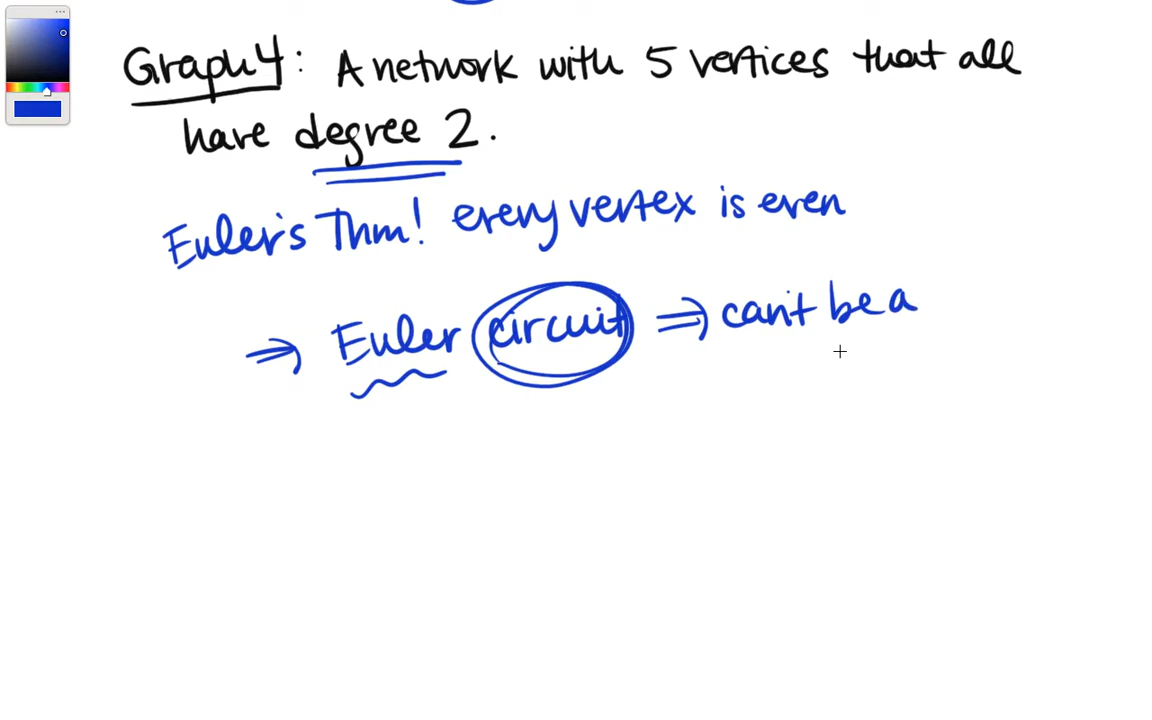 Graph 4: A network with 5 vertices that all
have degree 2.
Euler's Thm! every vertex is even
⇒ Euler circuit ⇒ can't be a